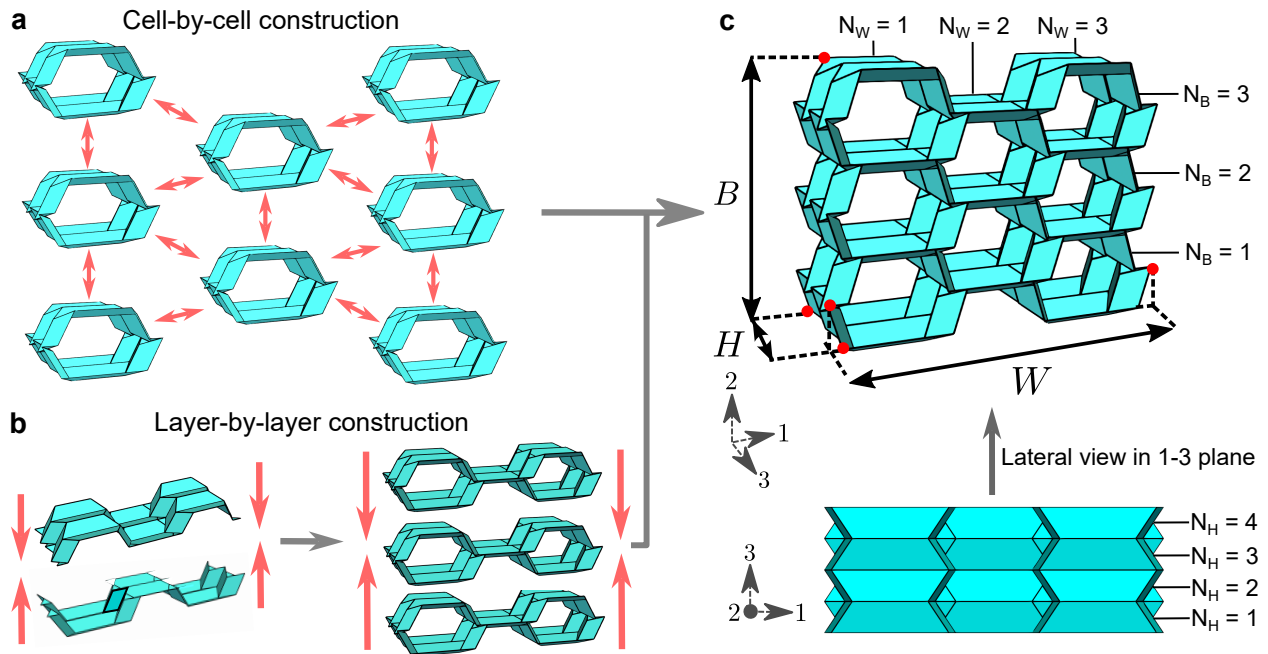 a
Cell-by-cell construction
b
Layer-by-layer construction
c
N_W = 1
N_W = 2
N_W = 3
N_B = 3
N_B = 2
N_B = 1
B
H
W
2
1
3
Lateral view in 1-3 plane
3
2
1
N_H = 4
N_H = 3
N_H = 2
N_H = 1